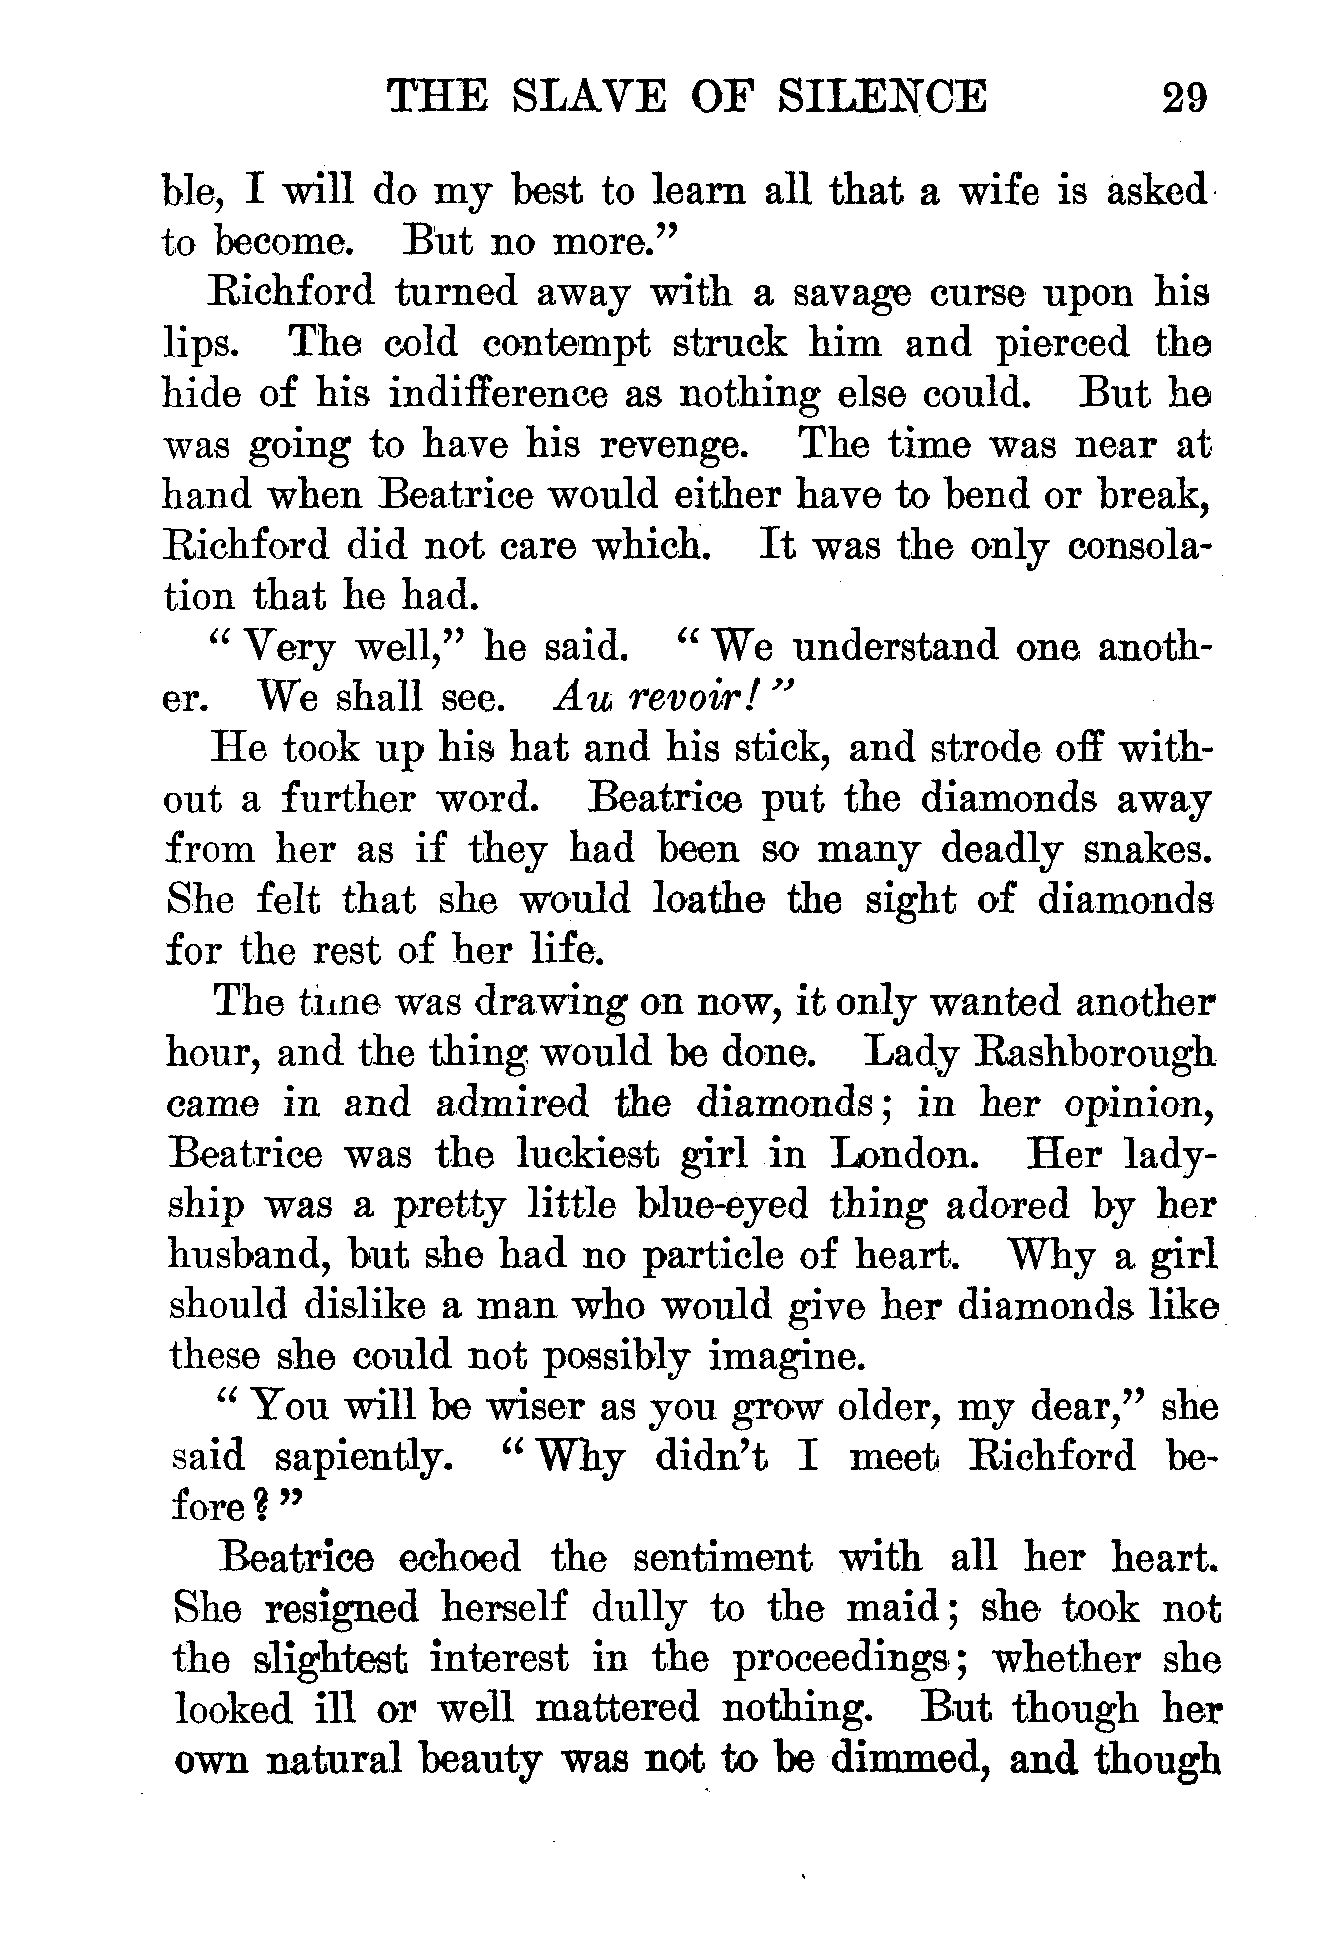 THE SLAVE OF SILENCE 29
ble, I will do my best to learn all that a wife is asked
to become. But no more.”
Richford turned away with a savage curse upon his
lips. The cold contempt struck him and pierced the
hide of his indifference as nothing else could. But he
was going to have his revenge. The time was near at
hand when Beatrice would either have to bend or break,
Richford did not care which. It was the only consola-
tion that he had.
“ Very well,” he said. “ We understand one anoth-
er. We shall see. Au revoir! ”
He took up his hat and his stick, and strode off with-
out a further word. Beatrice put the diamonds away
from her as if they had been so many deadly snakes.
She felt that she would loathe the sight of diamonds
for the rest of her life.
The time was drawing on now, it only wanted another
hour, and the thing would be done. Lady Rashborough
came in and admired the diamonds; in her opinion,
Beatrice was the luckiest girl in London. Her lady-
ship was a pretty little blue-eyed thing adored by her
husband, but she had no particle of heart. Why a girl
should dislike a man who would give her diamonds like
these she could not possibly imagine.
“ You will be wiser as you grow older, my dear,” she
said sapiently. “ Why didn’t I meet Richford be-
fore? ”
Beatrice echoed the sentiment with all her heart.
She resigned herself dully to the maid; she took not
the slightest interest in the proceedings; whether she
looked ill or well mattered nothing. But though her
own natural beauty was not to be dimmed, and though